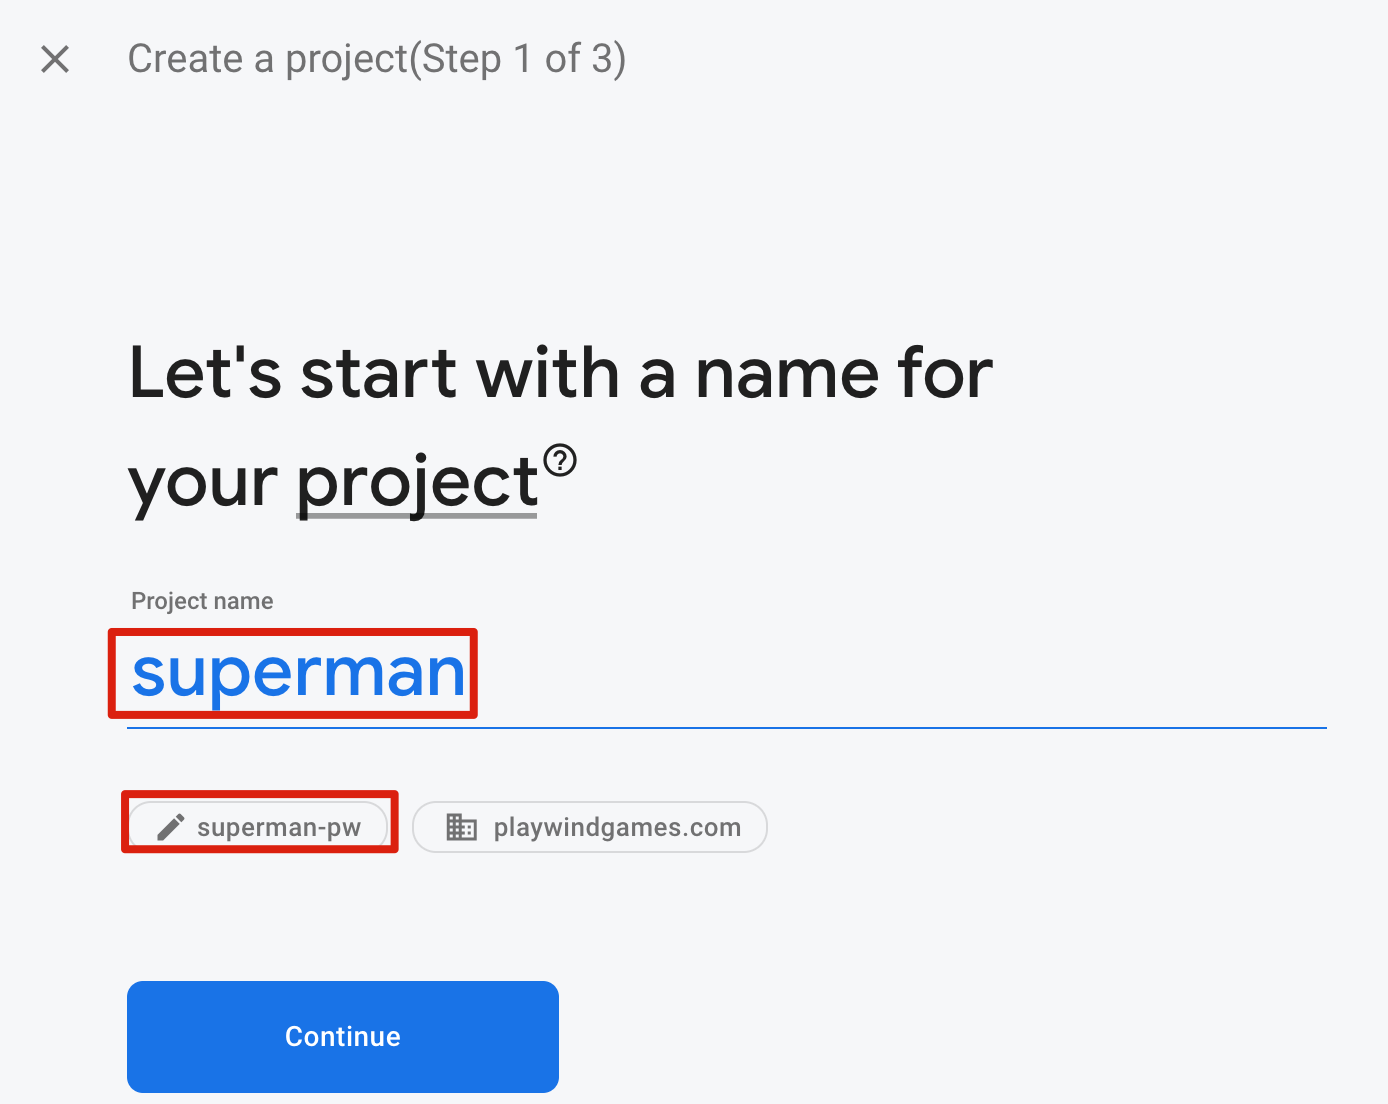 Create a project(Step 1 of 3)
Let's start with a name for
your project
Project name
superman
superman-pw
playwindgames.com
Continue